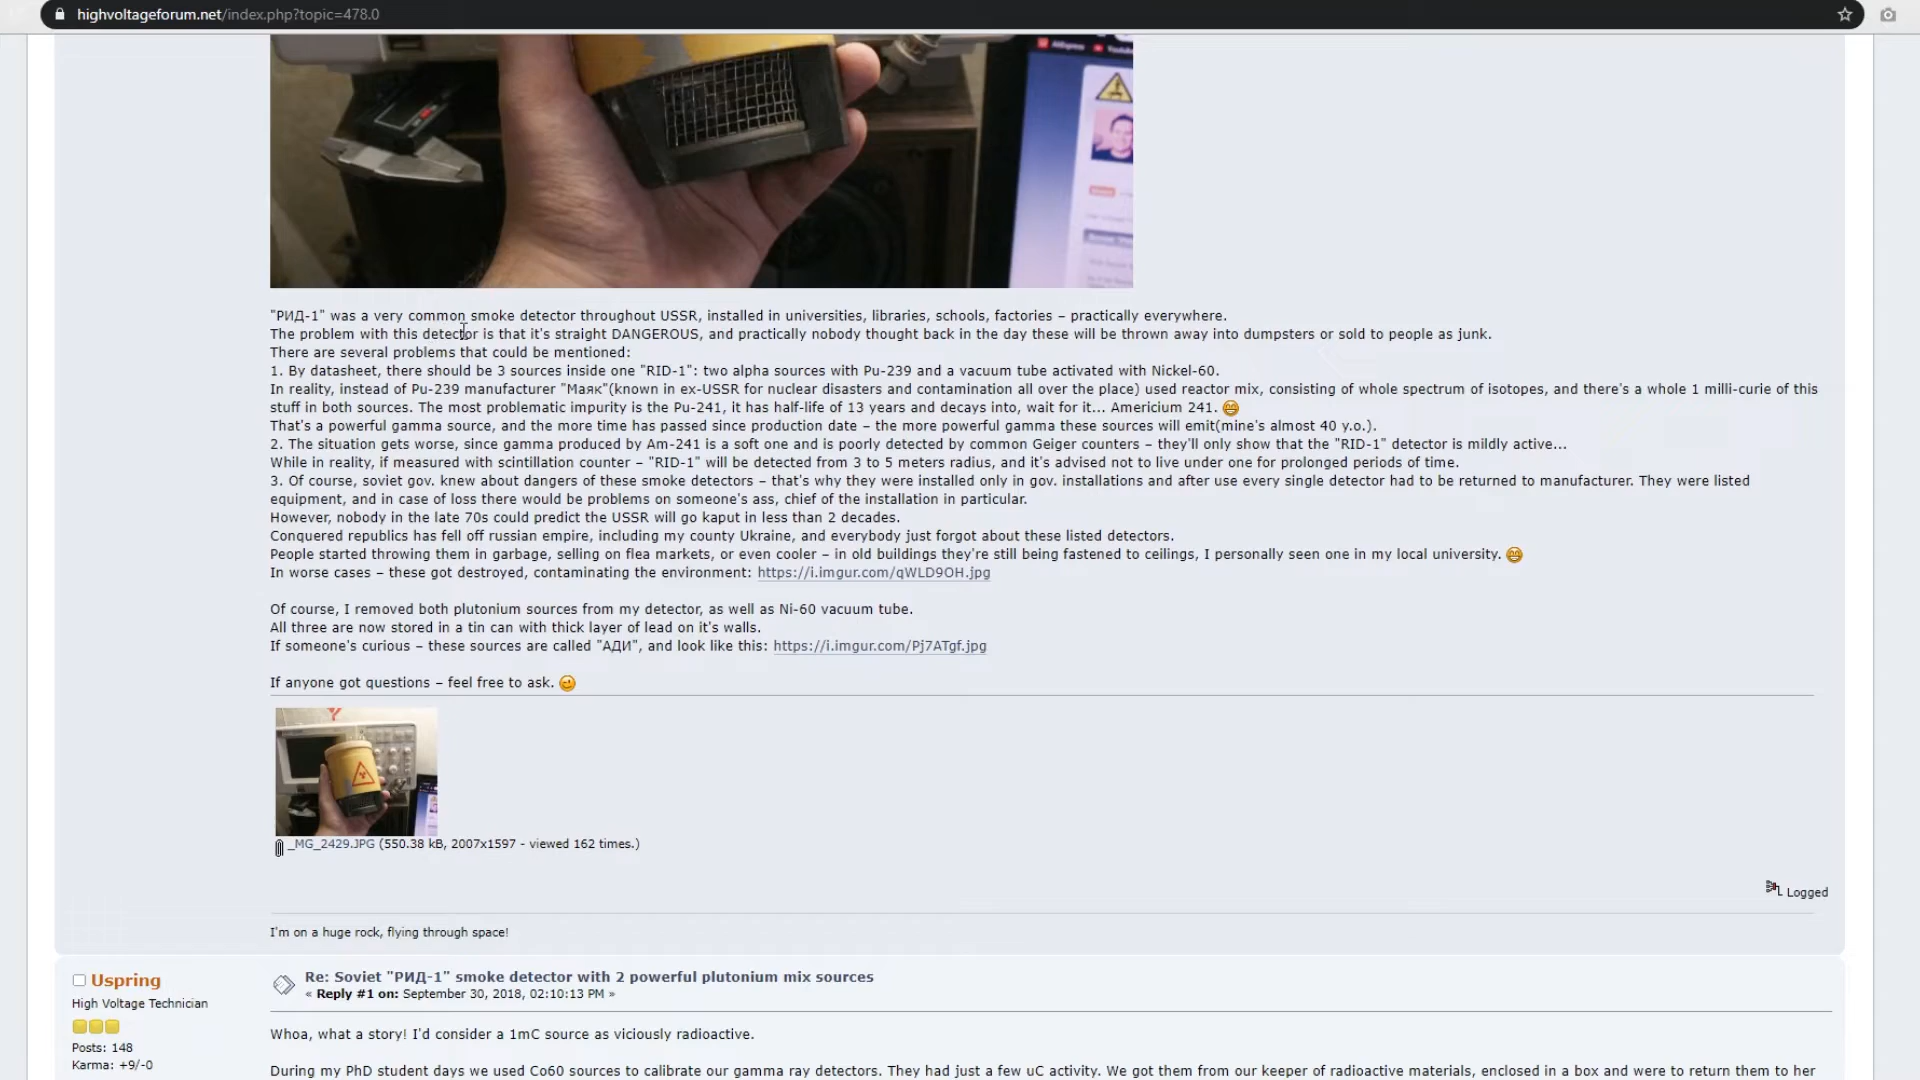 highvoltageforum.net/index.php?topic=478.0
"РИД-1" was a very common smoke detector throughout USSR, installed in universities, libraries, schools, factories – practically everywhere.
The problem with this detector is that it's straight DANGEROUS, and practically nobody thought back in the day these will be thrown away into dumpsters or sold to people as junk.
There are several problems that could be mentioned:
1. By datasheet, there should be 3 sources inside one "RID-1": two alpha sources with Pu-239 and a vacuum tube activated with Nickel-60.
In reality, instead of Pu-239 manufacturer "Маяк"(known in ex-USSR for nuclear disasters and contamination all over the place) used reactor mix, consisting of whole spectrum of isotopes, and there's a whole 1 milli-curie of this
stuff in both sources. The most problematic impurity is the Pu-241, it has half-life of 13 years and decays into, wait for it... Americium 241.
That's a powerful gamma source, and the more time has passed since production date – the more powerful gamma these sources will emit(mine's almost 40 y.o.).
2. The situation gets worse, since gamma produced by Am-241 is a soft one and is poorly detected by common Geiger counters – they'll only show that the "RID-1" detector is mildly active...
While in reality, if measured with scintillation counter – "RID-1" will be detected from 3 to 5 meters radius, and it's advised not to live under one for prolonged periods of time.
3. Of course, soviet gov. knew about dangers of these smoke detectors – that's why they were installed only in gov. installations and after use every single detector had to be returned to manufacturer. They were listed
equipment, and in case of loss there would be problems on someone's ass, chief of the installation in particular.
However, nobody in the late 70s could predict the USSR will go kaput in less than 2 decades.
Conquered republics has fell off russian empire, including my county Ukraine, and everybody just forgot about these listed detectors.
People started throwing them in garbage, selling on flea markets, or even cooler – in old buildings they're still being fastened to ceilings, I personally seen one in my local university.
In worse cases – these got destroyed, contaminating the environment: https://i.imgur.com/qWLD9OH.jpg
Of course, I removed both plutonium sources from my detector, as well as Ni-60 vacuum tube.
All three are now stored in a tin can with thick layer of lead on it's walls.
If someone's curious – these sources are called "АДИ", and look like this: https://i.imgur.com/Pj7ATgf.jpg
If anyone got questions – feel free to ask.
_MG_2429.JPG (550.38 kB, 2007x1597 - viewed 162 times.)
Logged
I'm on a huge rock, flying through space!
Uspring
High Voltage Technician
Posts: 148
Karma: +9/-0
Re: Soviet "РИД-1" smoke detector with 2 powerful plutonium mix sources
« Reply #1 on: September 30, 2018, 02:10:13 PM »
Whoa, what a story! I'd consider a 1mC source as viciously radioactive.
During my PhD student days we used Co60 sources to calibrate our gamma ray detectors. They had just a few uC activity. We got them from our keeper of radioactive materials, enclosed in a box and were to return them to her